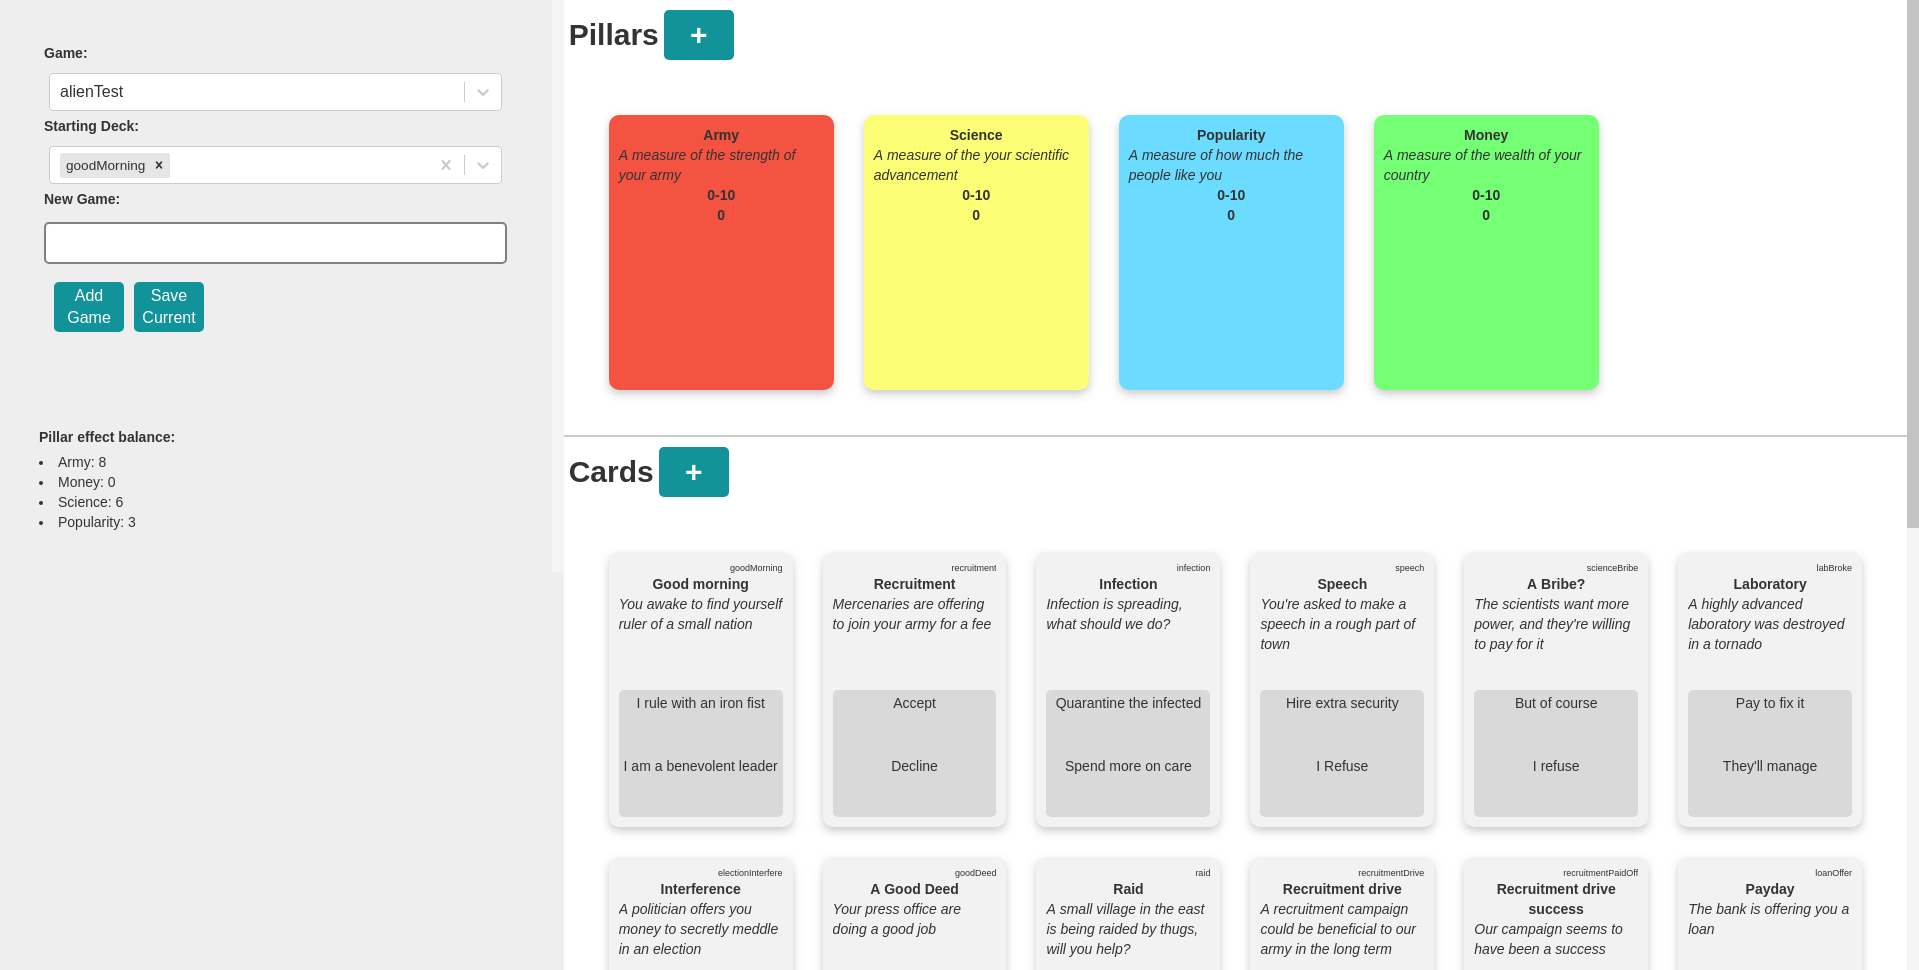 Game:
alienTest
Starting Deck:
goodMorning
New Game:
Add
Game
Save
Current
Pillar effect balance:
Army: 8
Money: 0
Science: 6
Popularity: 3
Pillars +
Army
A measure of the strength of
your army
0-10
0
Science
A measure of the your scientific
advancement
0-10
0
Popularity
A measure of how much the
people like you
0-10
0
Money
A measure of the wealth of your
country
0-10
0
Cards +
goodMorning
Good morning
You awake to find yourself
ruler of a small nation
I rule with an iron fist
I am a benevolent leader
recruitment
Recruitment
Mercenaries are offering
to join your army for a fee
Accept
Decline
infection
Infection
Infection is spreading,
what should we do?
Quarantine the infected
Spend more on care
speech
Speech
You're asked to make a
speech in a rough part of
town
Hire extra security
I Refuse
scienceBribe
A Bribe?
The scientists want more
power, and they're willing
to pay for it
But of course
I refuse
labBroke
Laboratory
A highly advanced
laboratory was destroyed
in a tornado
Pay to fix it
They'll manage
electionInterfere
Interference
A politician offers you
money to secretly meddle
in an election
goodDeed
A Good Deed
Your press office are
doing a good job
raid
Raid
A small village in the east
is being raided by thugs,
will you help?
recruitmentDrive
Recruitment drive
A recruitment campaign
could be beneficial to our
army in the long term
recruitmentPaidOff
Recruitment drive
success
Our campaign seems to
have been a success
loanOffer
Payday
The bank is offering you a
loan